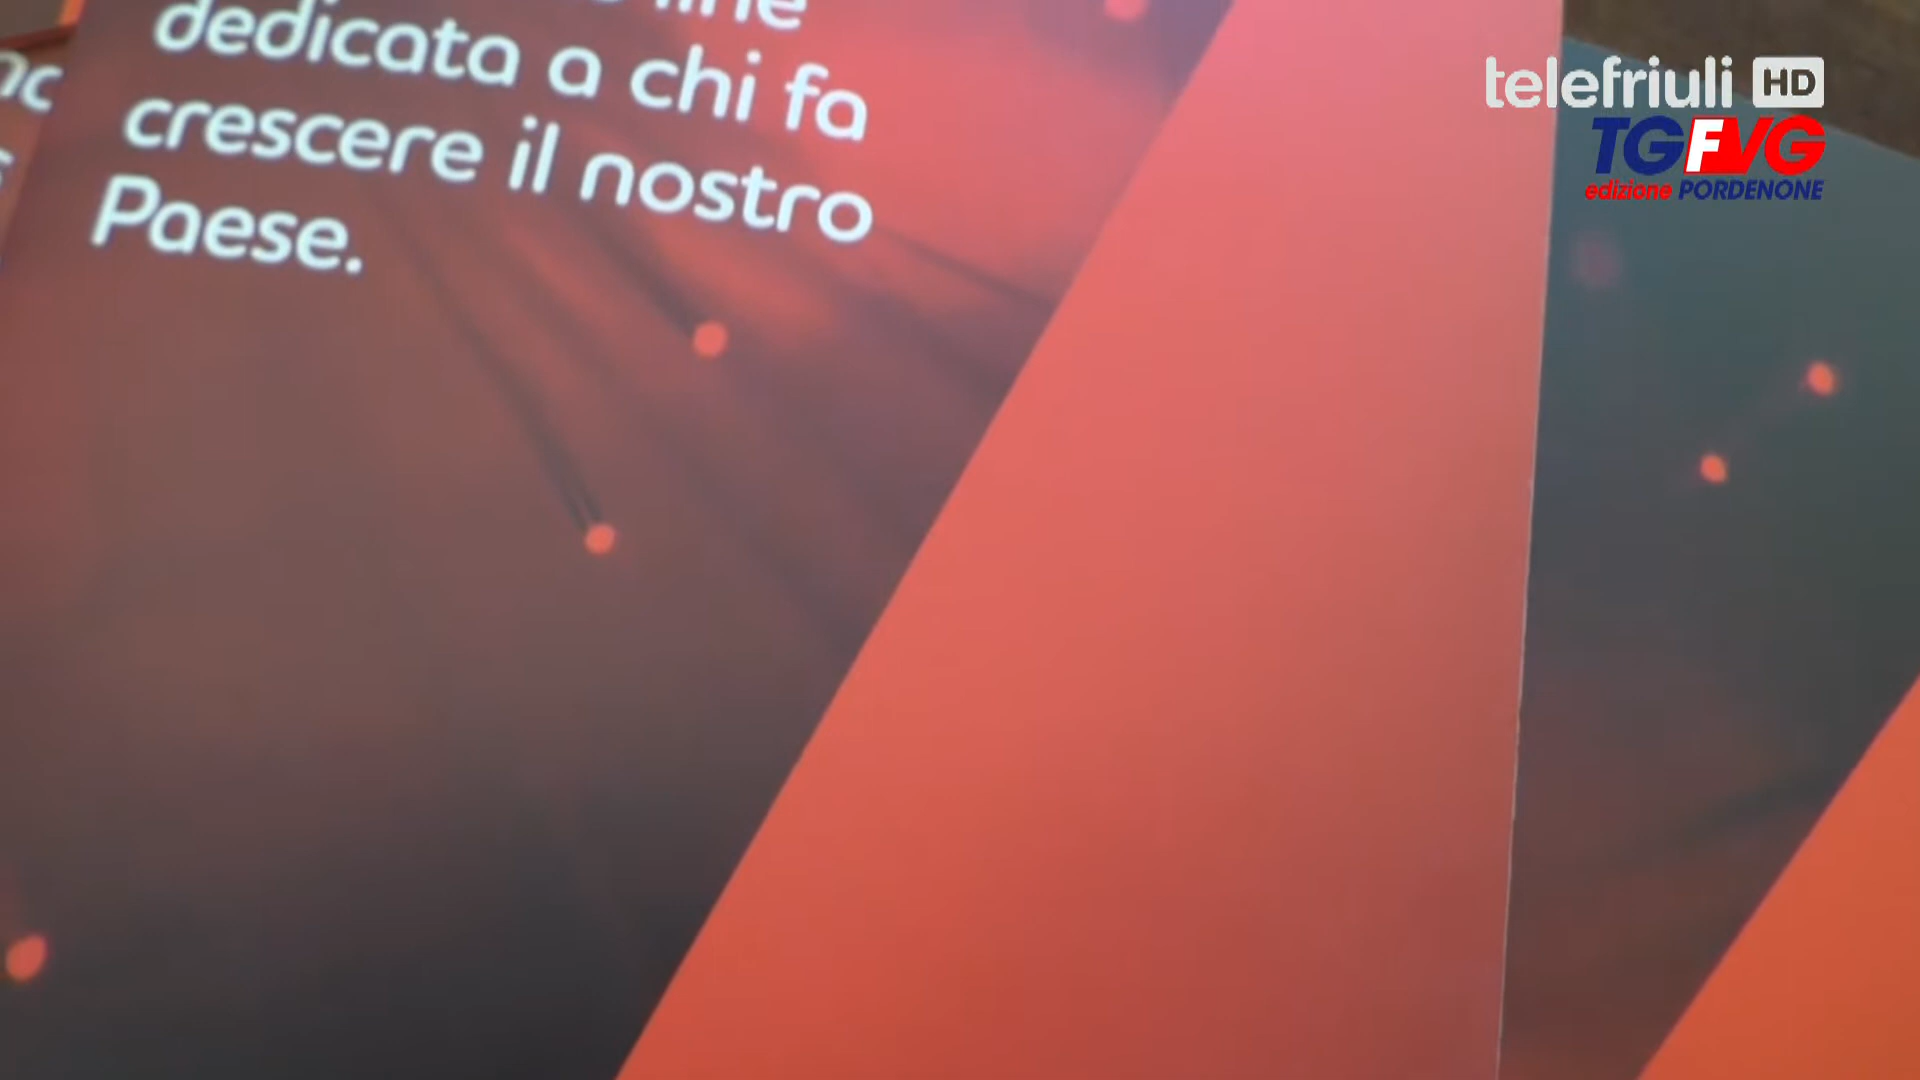 dedicata a chi fa
crescere il nostro
Paese.
telefriuli HD
TGFVG
edizione PORDENONE